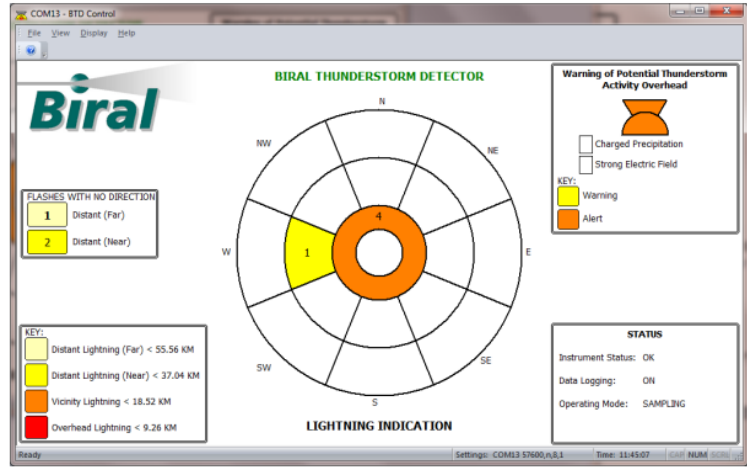 COM13 - BTD Control
File View Display Help
Biral
BIRAL THUNDERSTORM DETECTOR
Warning of Potential Thunderstorm
Activity Overhead
Charged Precipitation
Strong Electric Field
KEY:
Warning
Alert
FLASHES WITH NO DIRECTION
1 Distant (Far)
2 Distant (Near)
N
NW
NE
4
W
1
E
SW
SE
S
LIGHTNING INDICATION
KEY:
Distant Lightning (Far) < 55.56 KM
Distant Lightning (Near) < 37.04 KM
Vicinity Lightning < 18.52 KM
Overhead Lightning < 9.26 KM
STATUS
Instrument Status: OK
Data Logging: ON
Operating Mode: SAMPLING
Ready
Settings: COM13 57600,n,8,1
Time: 11:45:07
CAP NUM SCRL